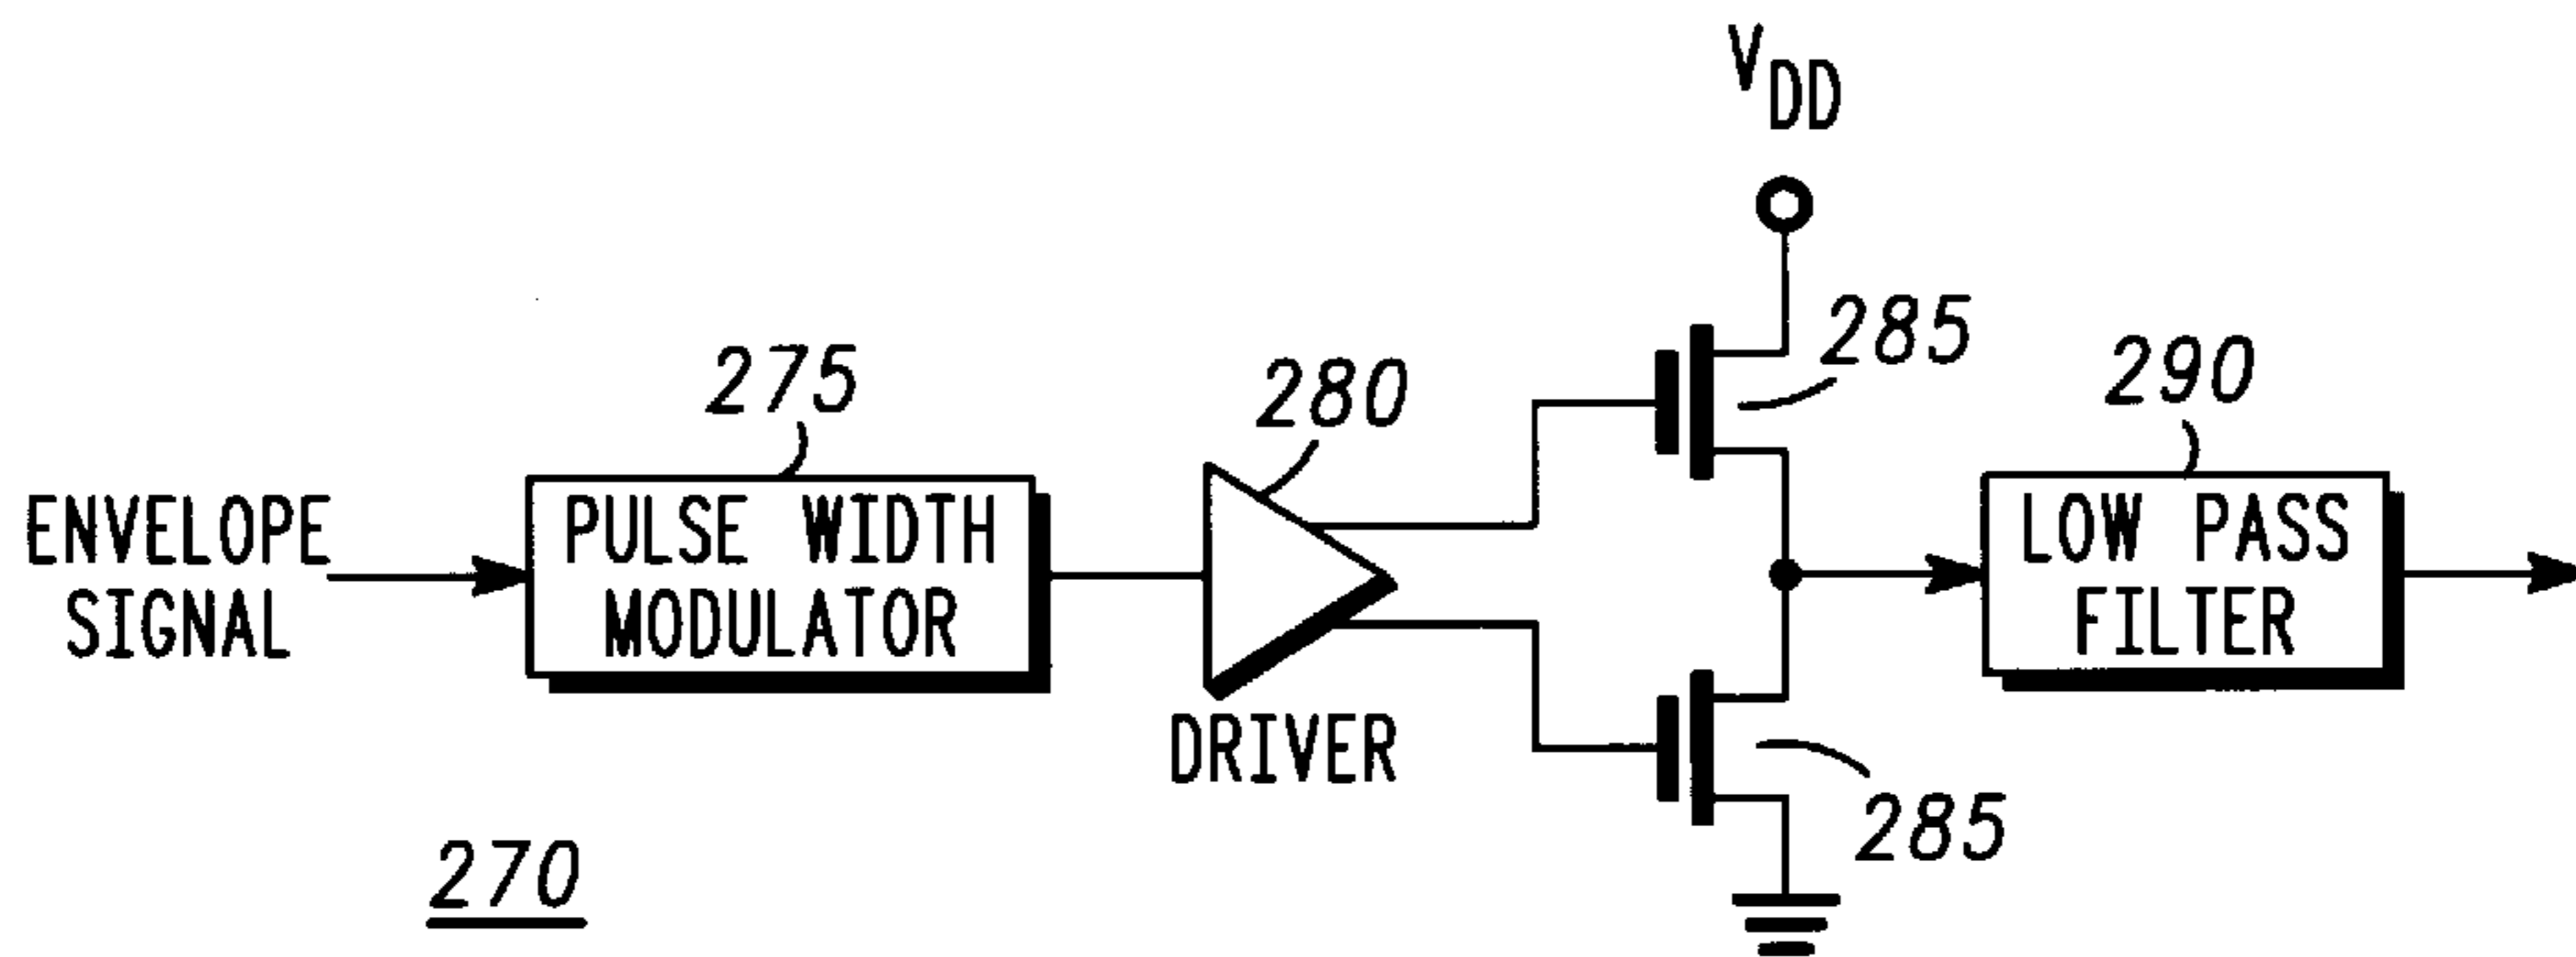 V_DD
285
275
280
290
ENVELOPE
SIGNAL
PULSE WIDTH
MODULATOR
LOW PASS
FILTER
DRIVER
285
270